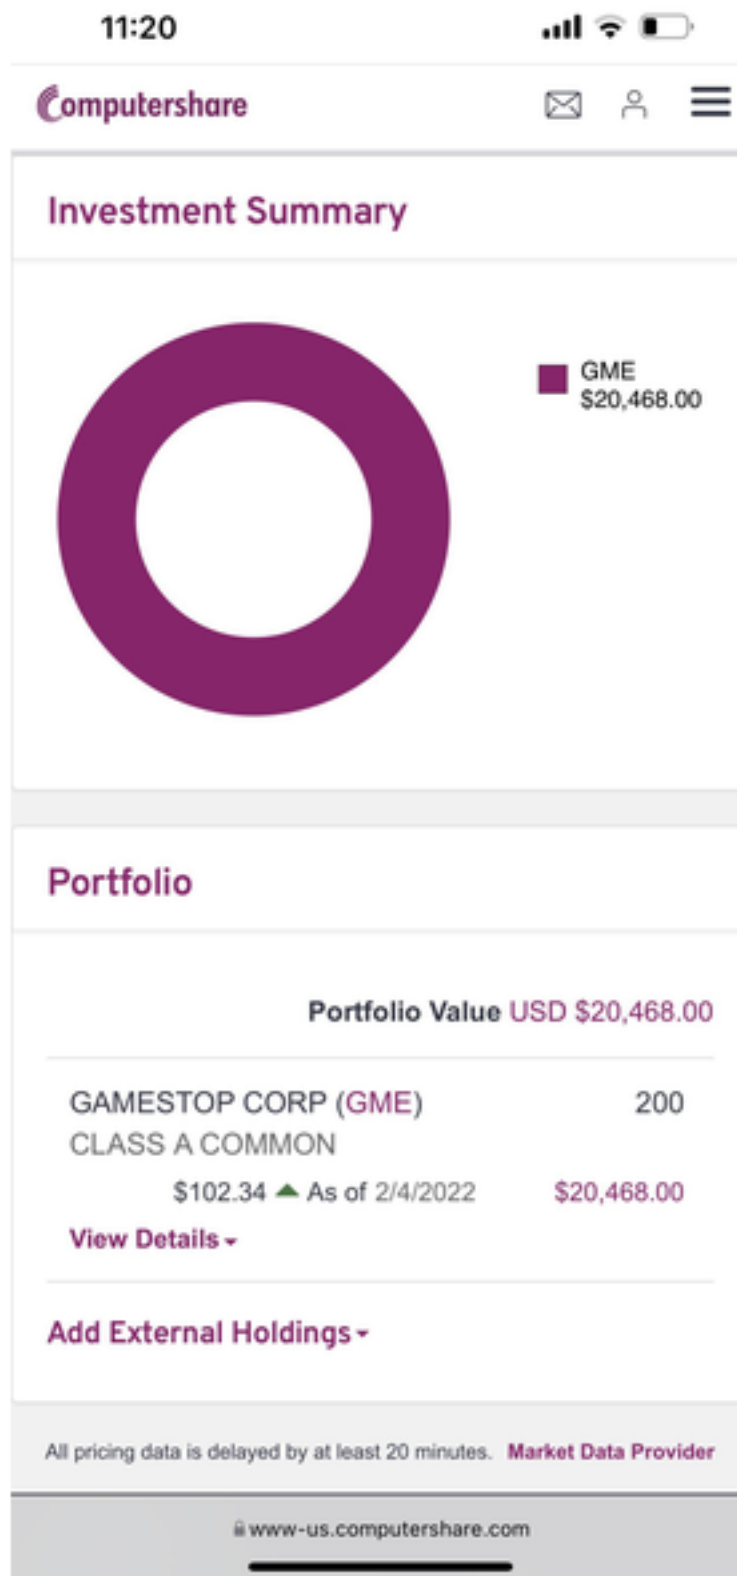 11:20
Computershare
Investment Summary
GME
$20,468.00
Portfolio
Portfolio Value USD $20,468.00
GAMESTOP CORP (GME) 200
CLASS A COMMON
$102.34 As of 2/4/2022 $20,468.00
View Details
Add External Holdings
All pricing data is delayed by at least 20 minutes. Market Data Provider
www-us.computershare.com